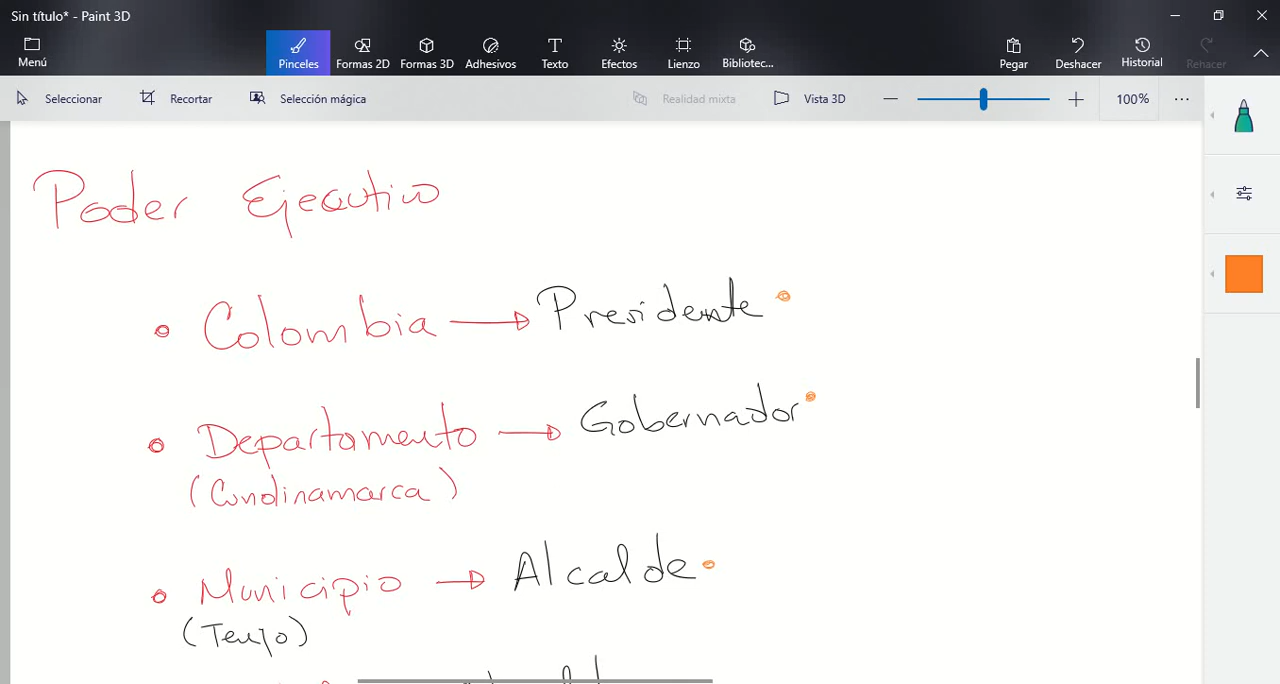 Sin título* - Paint 3D
Menú
Pinceles
Formas 2D
Formas 3D
Adhesivos
Texto
Efectos
Lienzo
Bibliotec...
Pegar
Deshacer
Historial
Rehacer
Seleccionar
Recortar
Selección mágica
Realidad mixta
Vista 3D
100%
Poder Ejecutivo
Colombia → Presidente
Departamento → Gobernador
(Cundinamarca)
Municipio → Alcalde
(Tenjo)